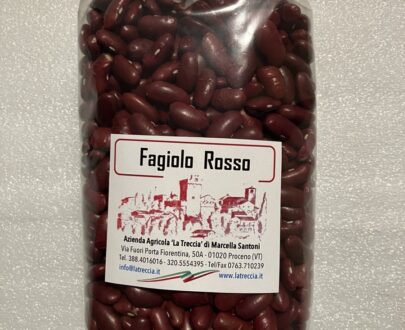 Fagiolo Rosso
Azienda Agricola 'La Treccia' di Marcella Santoni
Via Fuori Porta Fiorentina, 50A - 01020 Proceno (VT)
Tel. 388.4016016 - 320.5554395 - Tel/Fax 0763.710239
info@latreccia.it www.latreccia.it